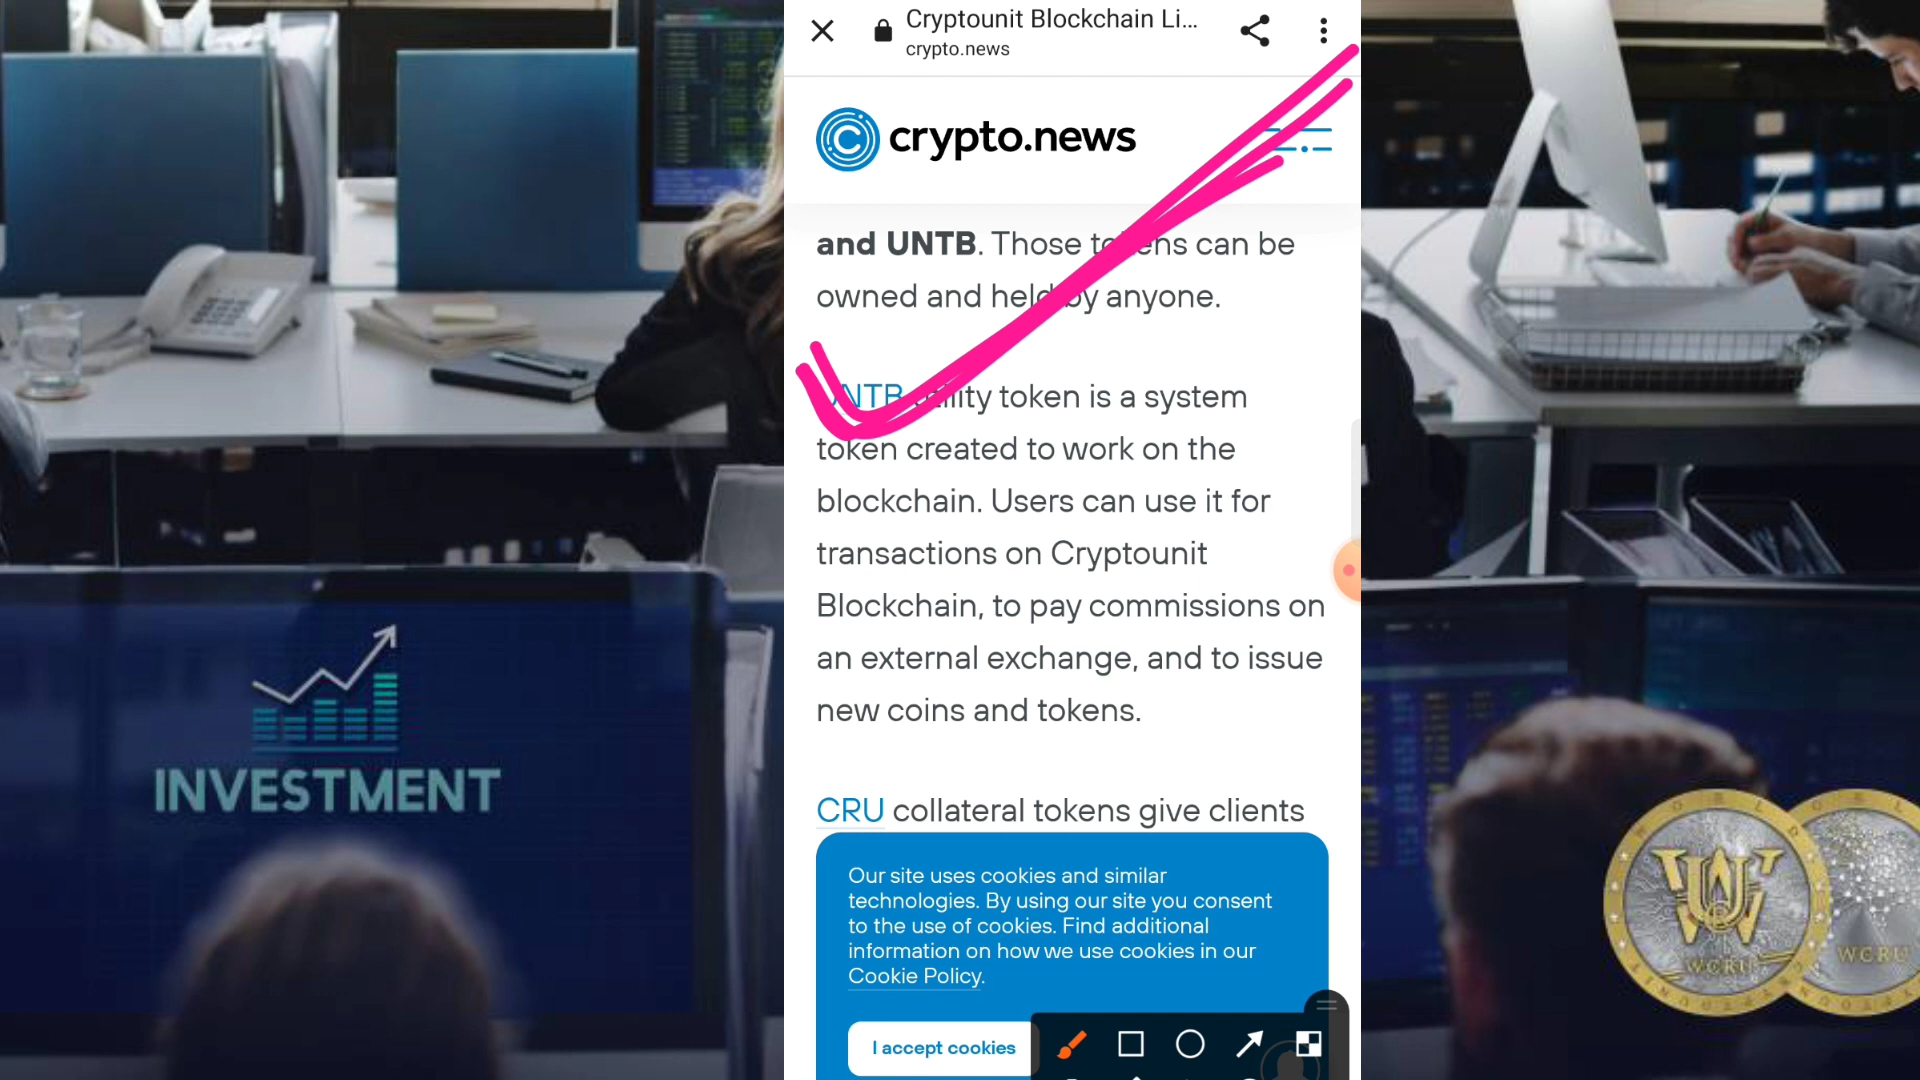 Cryptounit Blockchain Li...
crypto.news
crypto.news
and UNTB. Those tokens can be
owned and held by anyone.
UNTB utility token is a system
token created to work on the
blockchain. Users can use it for
transactions on Cryptounit
Blockchain, to pay commissions on
an external exchange, and to issue
new coins and tokens.
CRU collateral tokens give clients
Our site uses cookies and similar
technologies. By using our site you consent
to the use of cookies. Find additional
information on how we use cookies in our
Cookie Policy.
I accept cookies
INVESTMENT
WCRU
WCRU